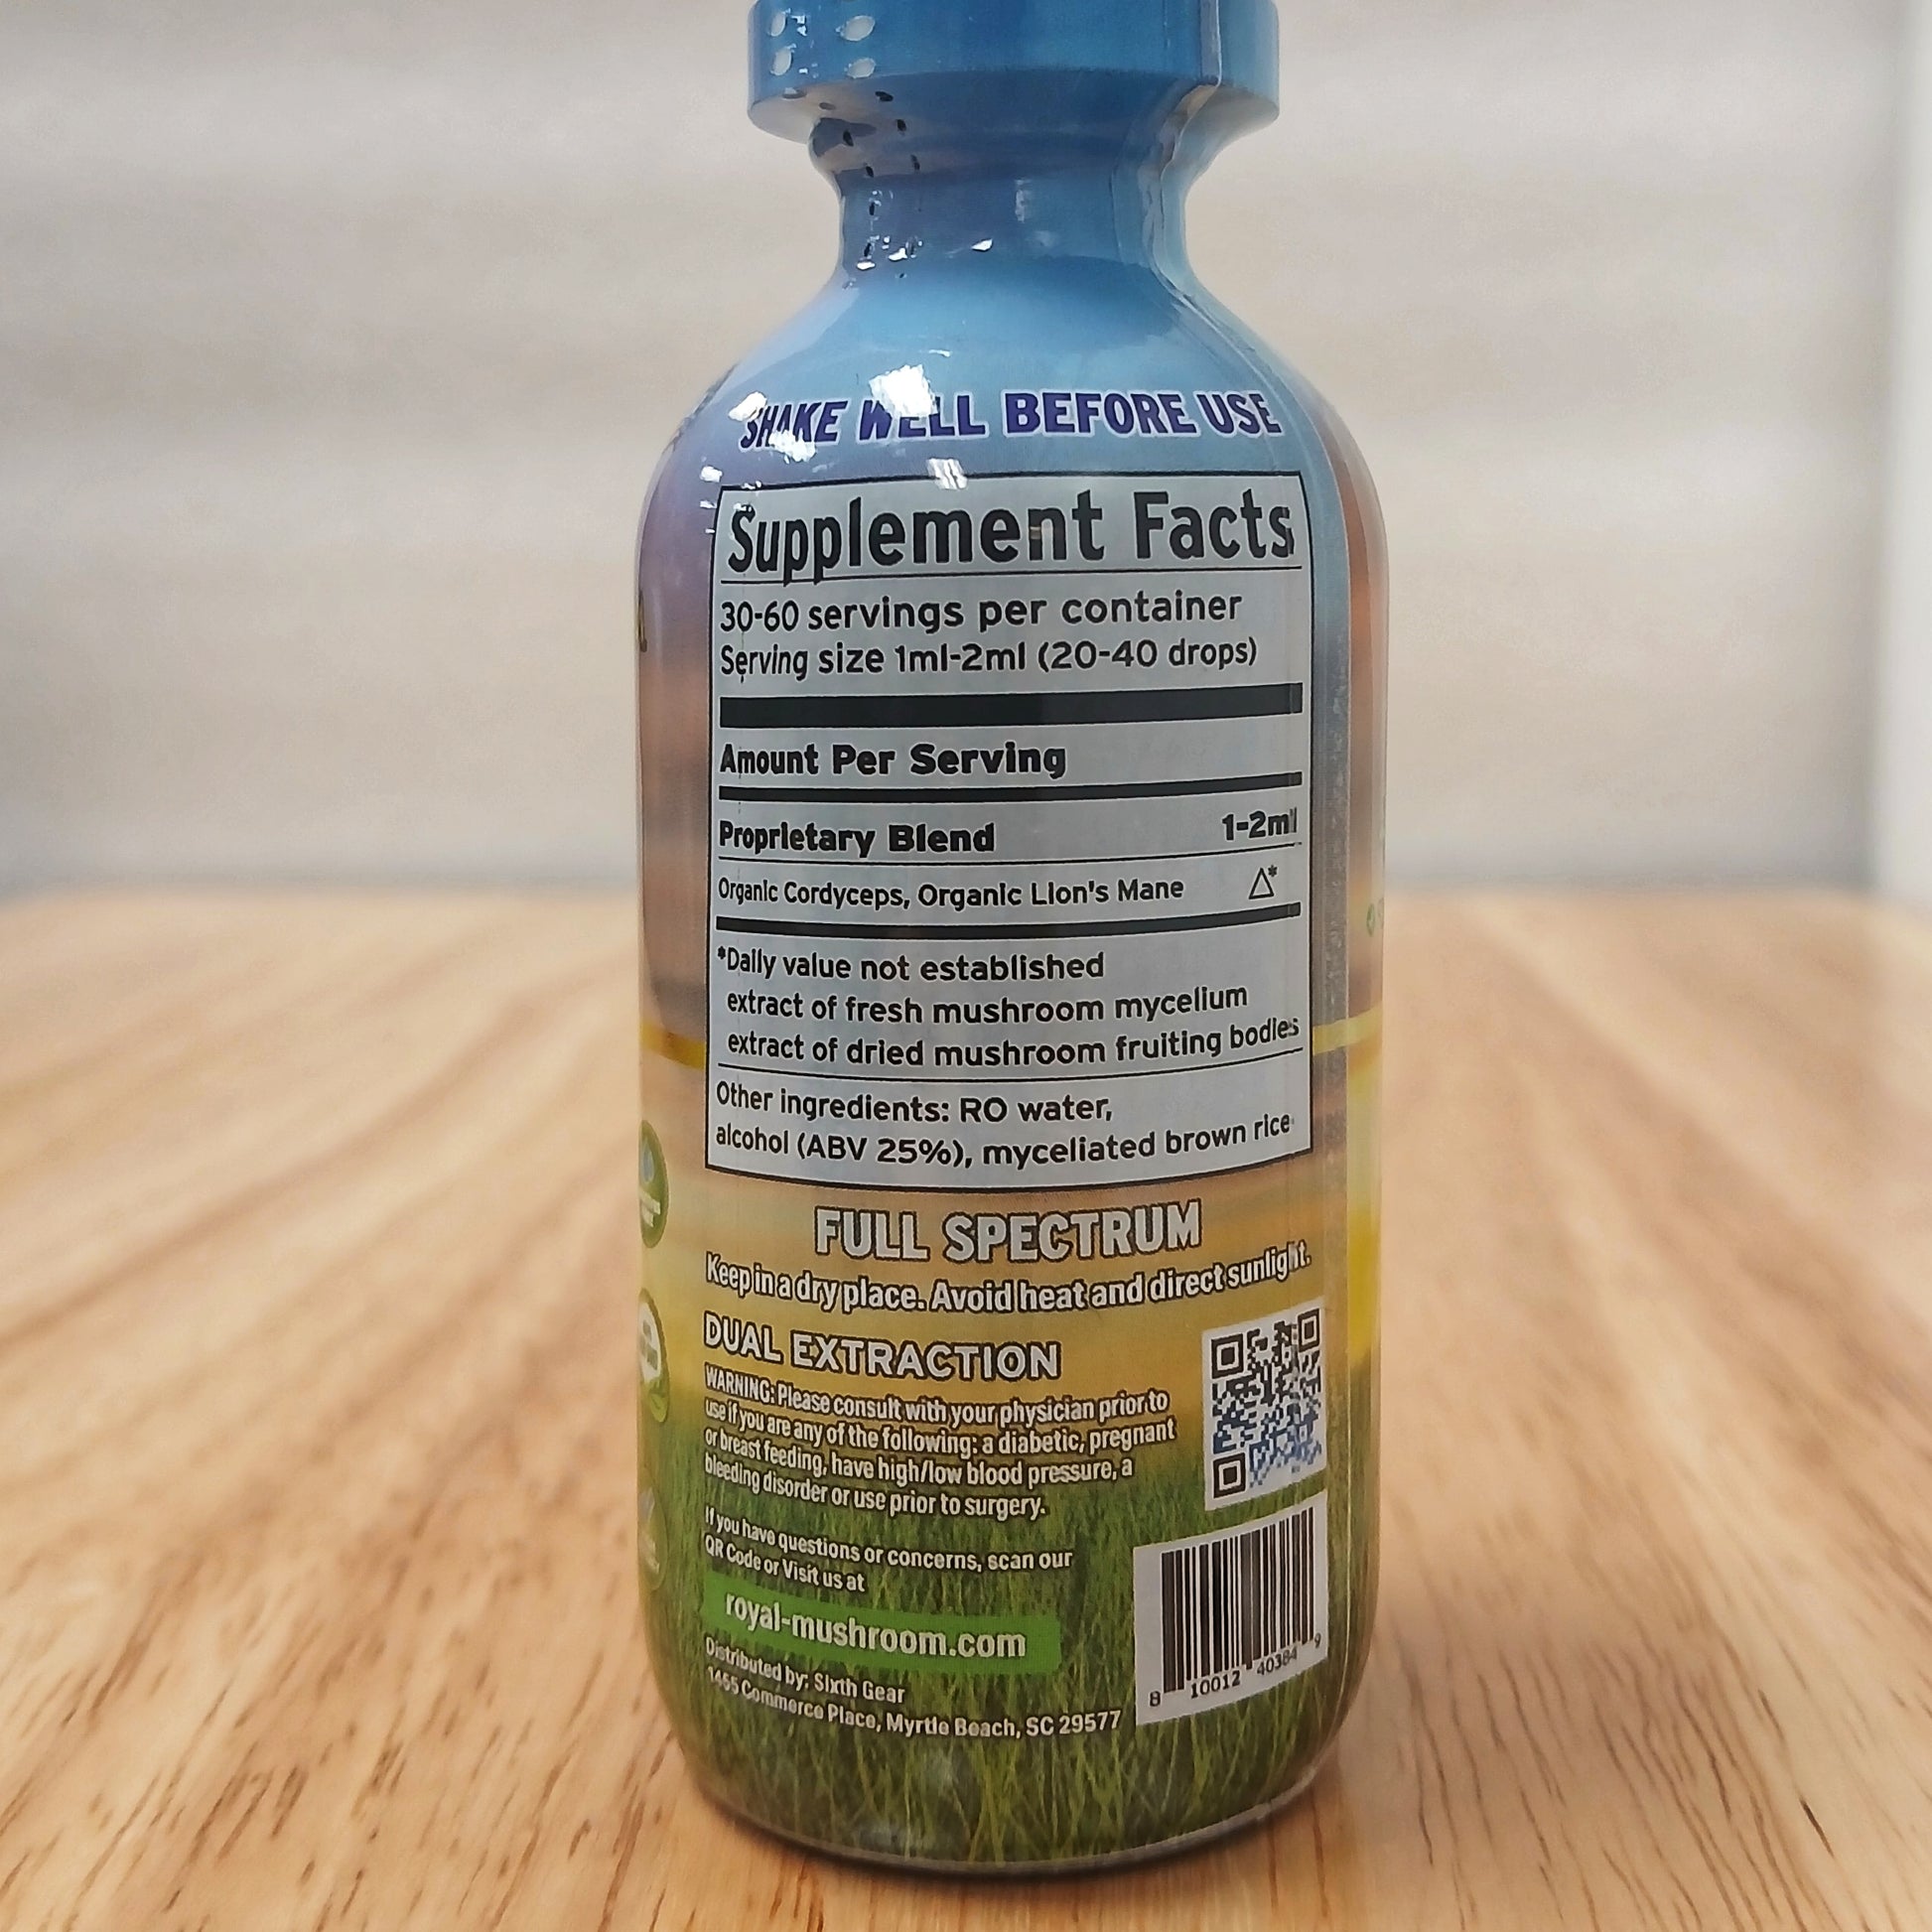 SHAKE WELL BEFORE USE
Supplement Facts
30-60 servings per container
Serving size 1ml-2ml (20-40 drops)
Amount Per Serving
Proprietary Blend 1-2ml
Organic Cordyceps, Organic Lion's Mane Δ*
*Daily value not established
extract of fresh mushroom mycelium
extract of dried mushroom fruiting bodies
Other ingredients: RO water,
alcohol (ABV 25%), myceliated brown rice
FULL SPECTRUM
Keep in a dry place. Avoid heat and direct sunlight.
DUAL EXTRACTION
WARNING: Please consult with your physician prior to
use if you are any of the following: a diabetic, pregnant
or breast feeding, have high/low blood pressure, a
bleeding disorder or use prior to surgery.
If you have questions or concerns, scan our
QR Code or Visit us at
royal-mushroom.com
Distributed by: Sixth Gear
1455 Commerce Place, Myrtle Beach, SC 29577
8 10012 40384 9